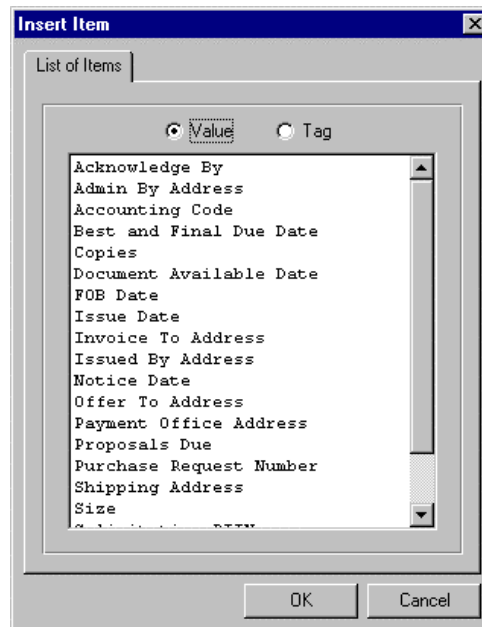 Insert Item
List of Items
Value Tag
Acknowledge By
Admin By Address
Accounting Code
Best and Final Due Date
Copies
Document Available Date
FOB Date
Issue Date
Invoice To Address
Issued By Address
Notice Date
Offer To Address
Payment Office Address
Proposals Due
Purchase Request Number
Shipping Address
Size
OK Cancel